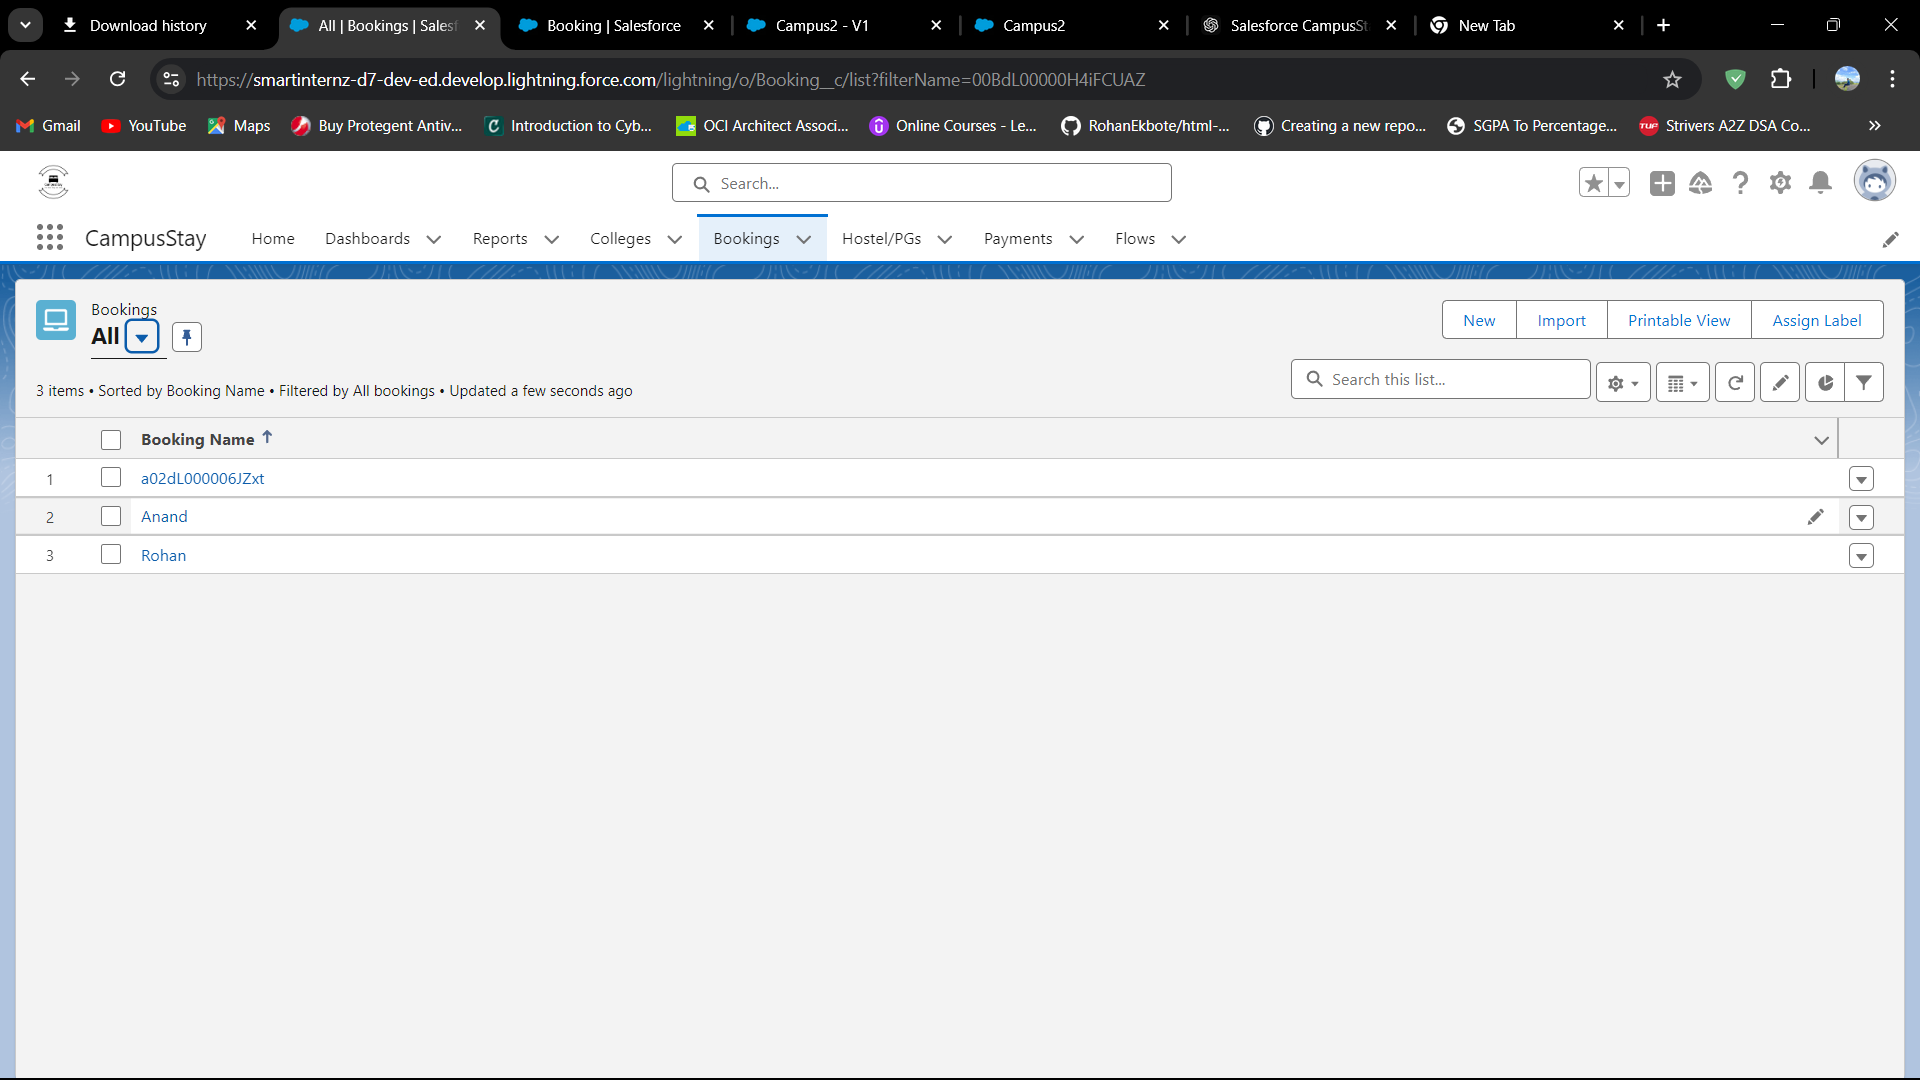 Download history
All | Bookings | Salesf
Booking | Salesforce
Campus2 - V1
Campus2
Salesforce CampusSt
New Tab
https://smartinternz-d7-dev-ed.develop.lightning.force.com/lightning/o/Booking__c/list?filterName=00BdL00000H4iFCUAZ
Gmail
YouTube
Maps
Buy Protegent Antiv...
Introduction to Cyb...
OCI Architect Associ...
Online Courses - Le...
RohanEkbote/html-...
Creating a new repo...
SGPA To Percentage...
Strivers A2Z DSA Co...
Search...
CampusStay
Home
Dashboards
Reports
Colleges
Bookings
Hostel/PGs
Payments
Flows
Bookings
All
New
Import
Printable View
Assign Label
3 items • Sorted by Booking Name • Filtered by All bookings • Updated a few seconds ago
Search this list...
Booking Name
1 a02dL000006JZxt
2 Anand
3 Rohan